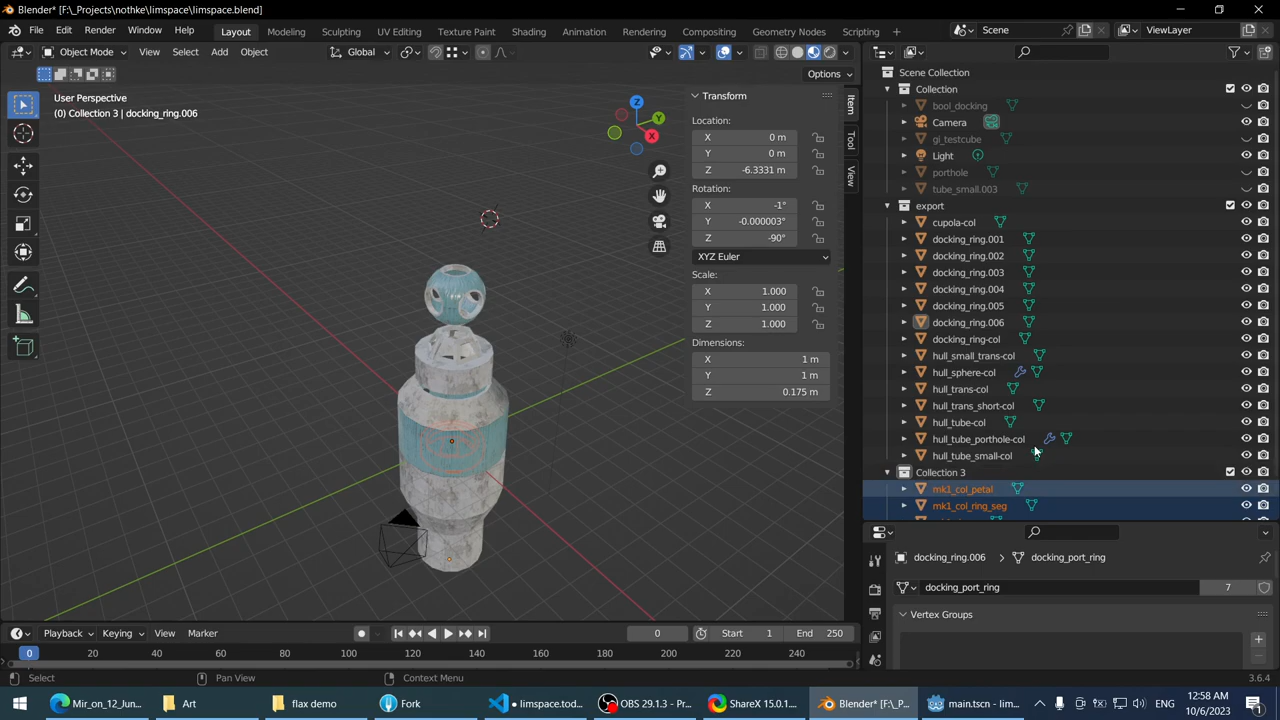 Blender* [F:\_Projects\nothke\limspace\limspace.blend]
File Edit Render Window Help Layout Modeling Sculpting UV Editing Texture Paint Shading Animation Rendering Compositing Geometry Nodes Scripting + Scene ViewLayer
Object Mode View Select Add Object Global
Options
User Perspective
(0) Collection 3 | docking_ring.006
Z
Y
X
Item
Tool
View
Transform
Location:
X 0 m
Y 0 m
Z -6.3331 m
Rotation:
X -1°
Y -0.000003°
Z -90°
XYZ Euler
Scale:
X 1.000
Y 1.000
Z 1.000
Dimensions:
X 1 m
Y 1 m
Z 0.175 m
Scene Collection
Collection
bool_docking
Camera
gi_testcube
Light
porthole
tube_small.003
export
cupola-col
docking_ring.001
docking_ring.002
docking_ring.003
docking_ring.004
docking_ring.005
docking_ring.006
docking_ring-col
hull_small_trans-col
hull_sphere-col
hull_trans-col
hull_trans_short-col
hull_tube-col
hull_tube_porthole-col
hull_tube_small-col
Collection 3
mk1_col_petal
mk1_col_ring_seg
docking_ring.006 docking_port_ring
docking_port_ring 7
Vertex Groups
Playback Keying View Marker 0 Start 1 End 250
0 20 40 60 80 100 120 140 160 180 200 220 240
Select Pan View Context Menu 3.6.4
Mir_on_12_Jun... Art flax demo Fork limspace.tod... OBS 29.1.3 - Pr... ShareX 15.0.1... Blender* [F:\_P... main.tscn - lim...
12:58 AM
10/6/2023
1